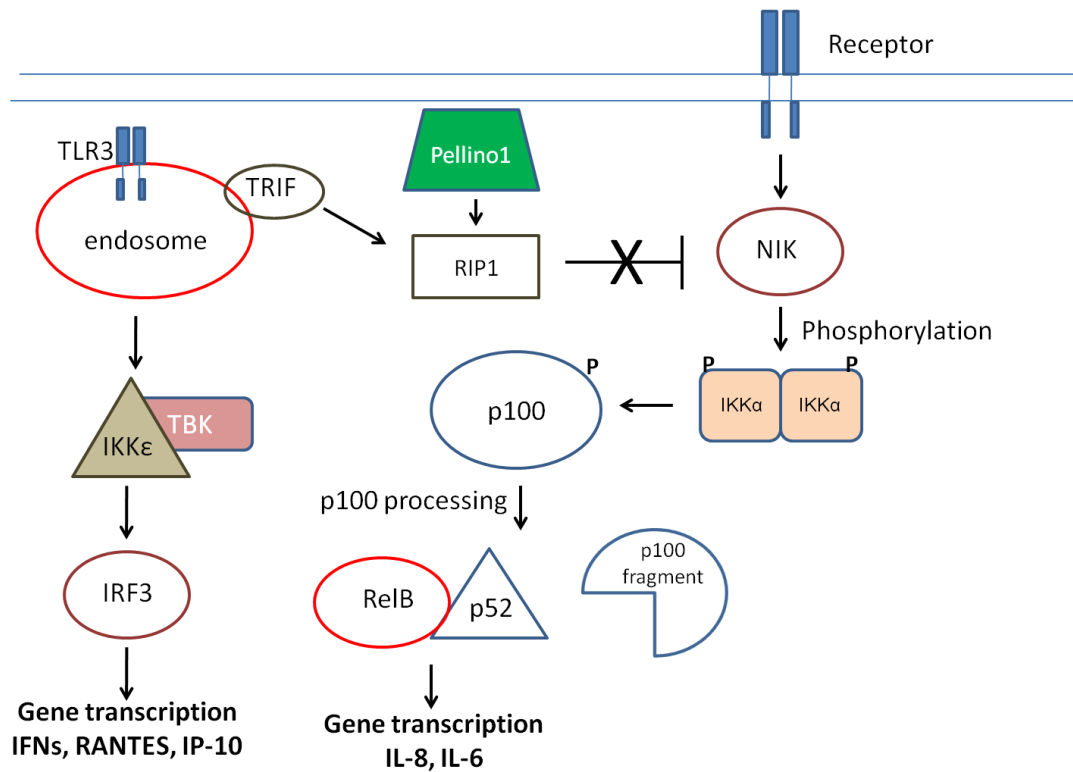 Receptor
TLR3
Pellino1
TRIF
endosome
RIP1
X
NIK
Phosphorylation
P
P
P
IKKα
IKKα
p100
TBK
IKKε
p100 processing
p100
fragment
IRF3
RelB
p52
Gene transcription
IFNs, RANTES, IP-10
Gene transcription
IL-8, IL-6